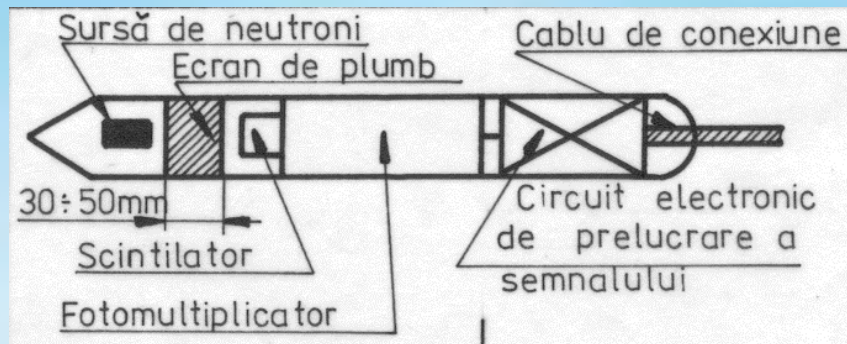 Sursă de neutroni
Cablu de conexiune
Ecran de plumb
30÷50mm
Circuit electronic
de prelucrare a
semnalului
Scintilator
Fotomultiplicator